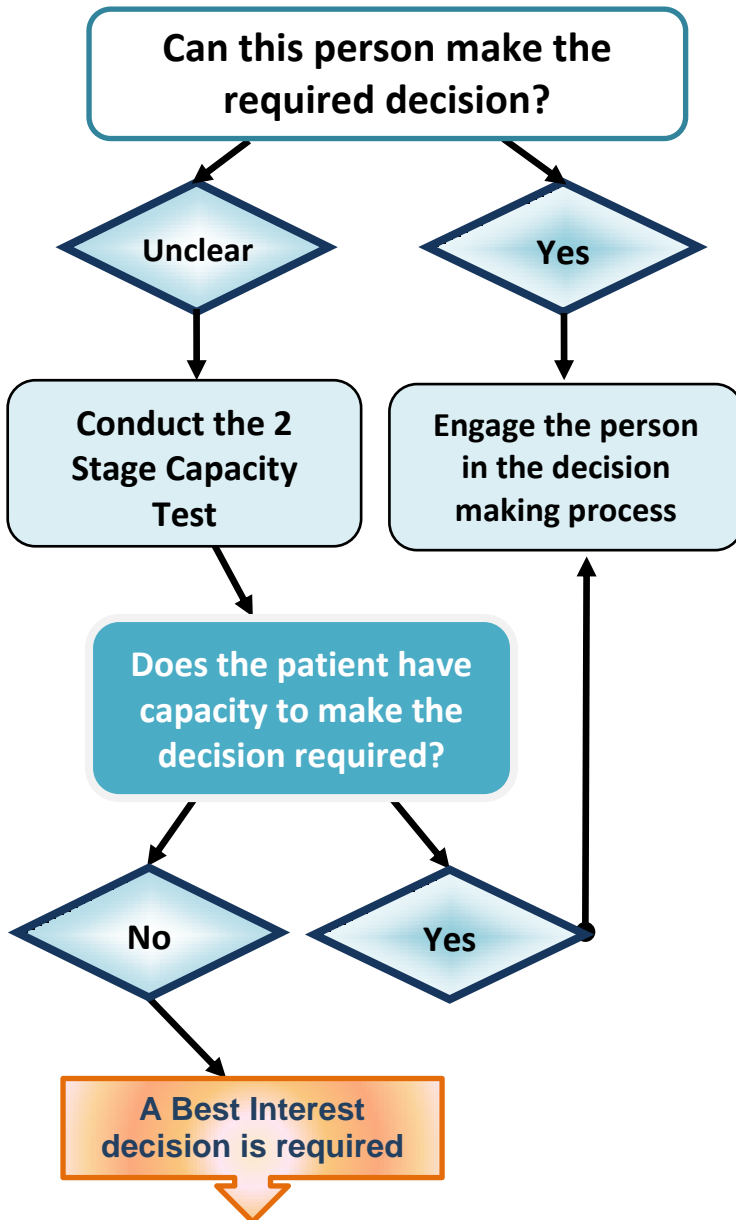 Can this person make the
required decision?
Unclear
Yes
Conduct the 2
Stage Capacity
Test
Engage the person
in the decision
making process
Does the patient have
capacity to make the
decision required?
No
Yes
A Best Interest
decision is required